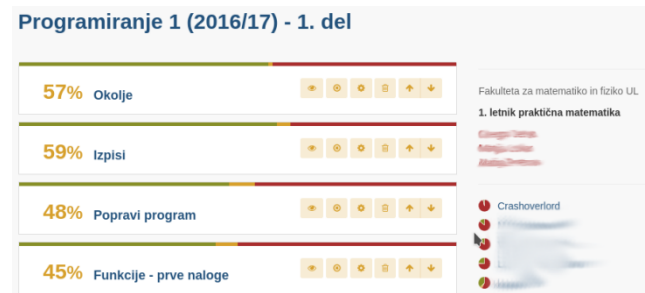 Programiranje 1 (2016/17) - 1. del
57% Okolje
59% Izpisi
48% Popravi program
45% Funkcije - prve naloge
Fakulteta za matematiko in fiziko UL
1. letnik praktična matematika
Crashoverlord